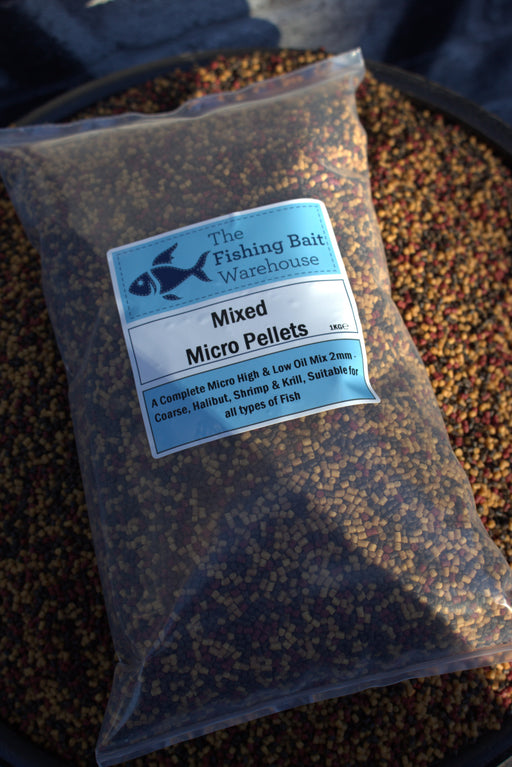 The
Fishing Bait
Warehouse
Mixed
Micro Pellets
1KG℮
A Complete Micro High & Low Oil Mix 2mm -
Coarse, Halibut, Shrimp & Krill, Suitable for
all types of Fish